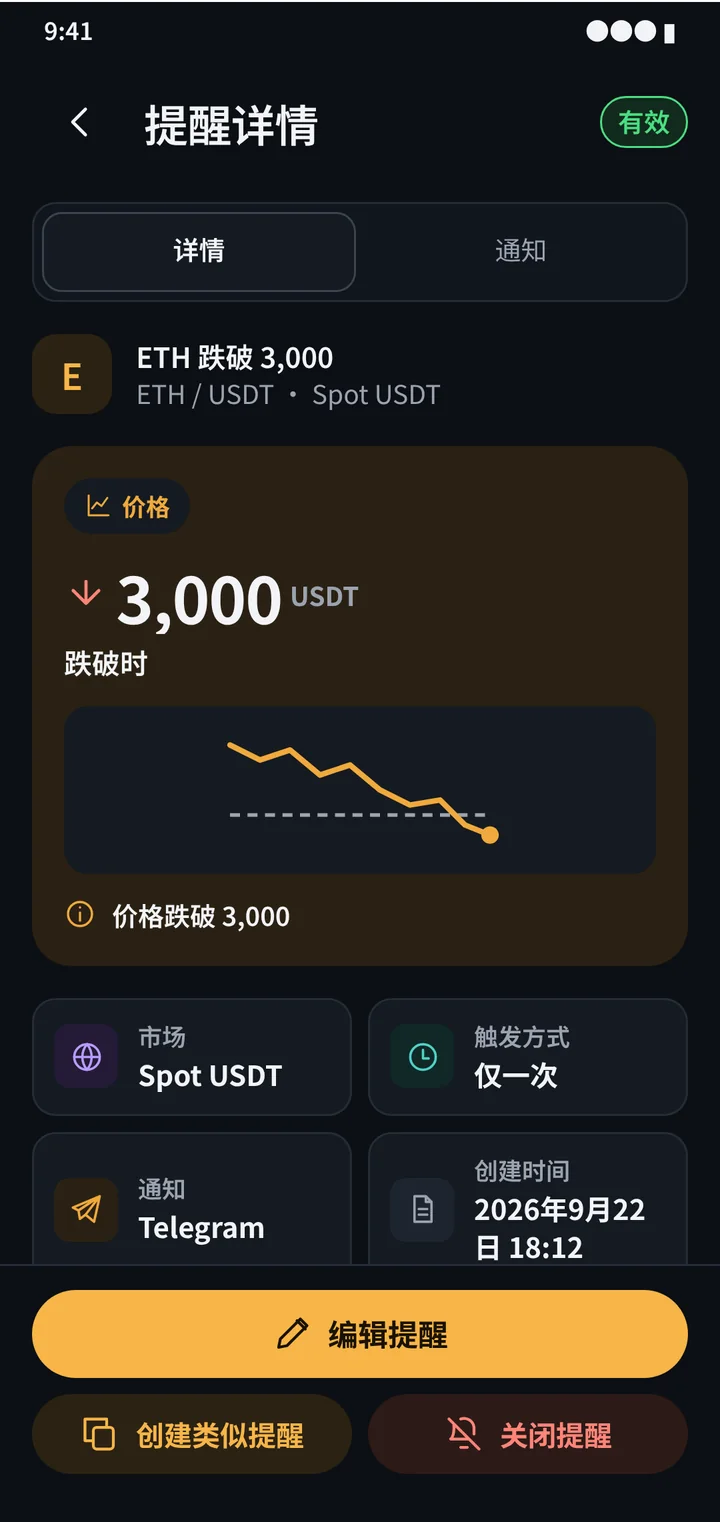 9:41
提醒详情
有效
详情
通知
E
ETH 跌破 3,000
ETH / USDT • Spot USDT
价格
3,000 USDT
跌破时
价格跌破 3,000
市场
Spot USDT
触发方式
仅一次
通知
Telegram
创建时间
2026年9月22
日 18:12
编辑提醒
创建类似提醒
关闭提醒